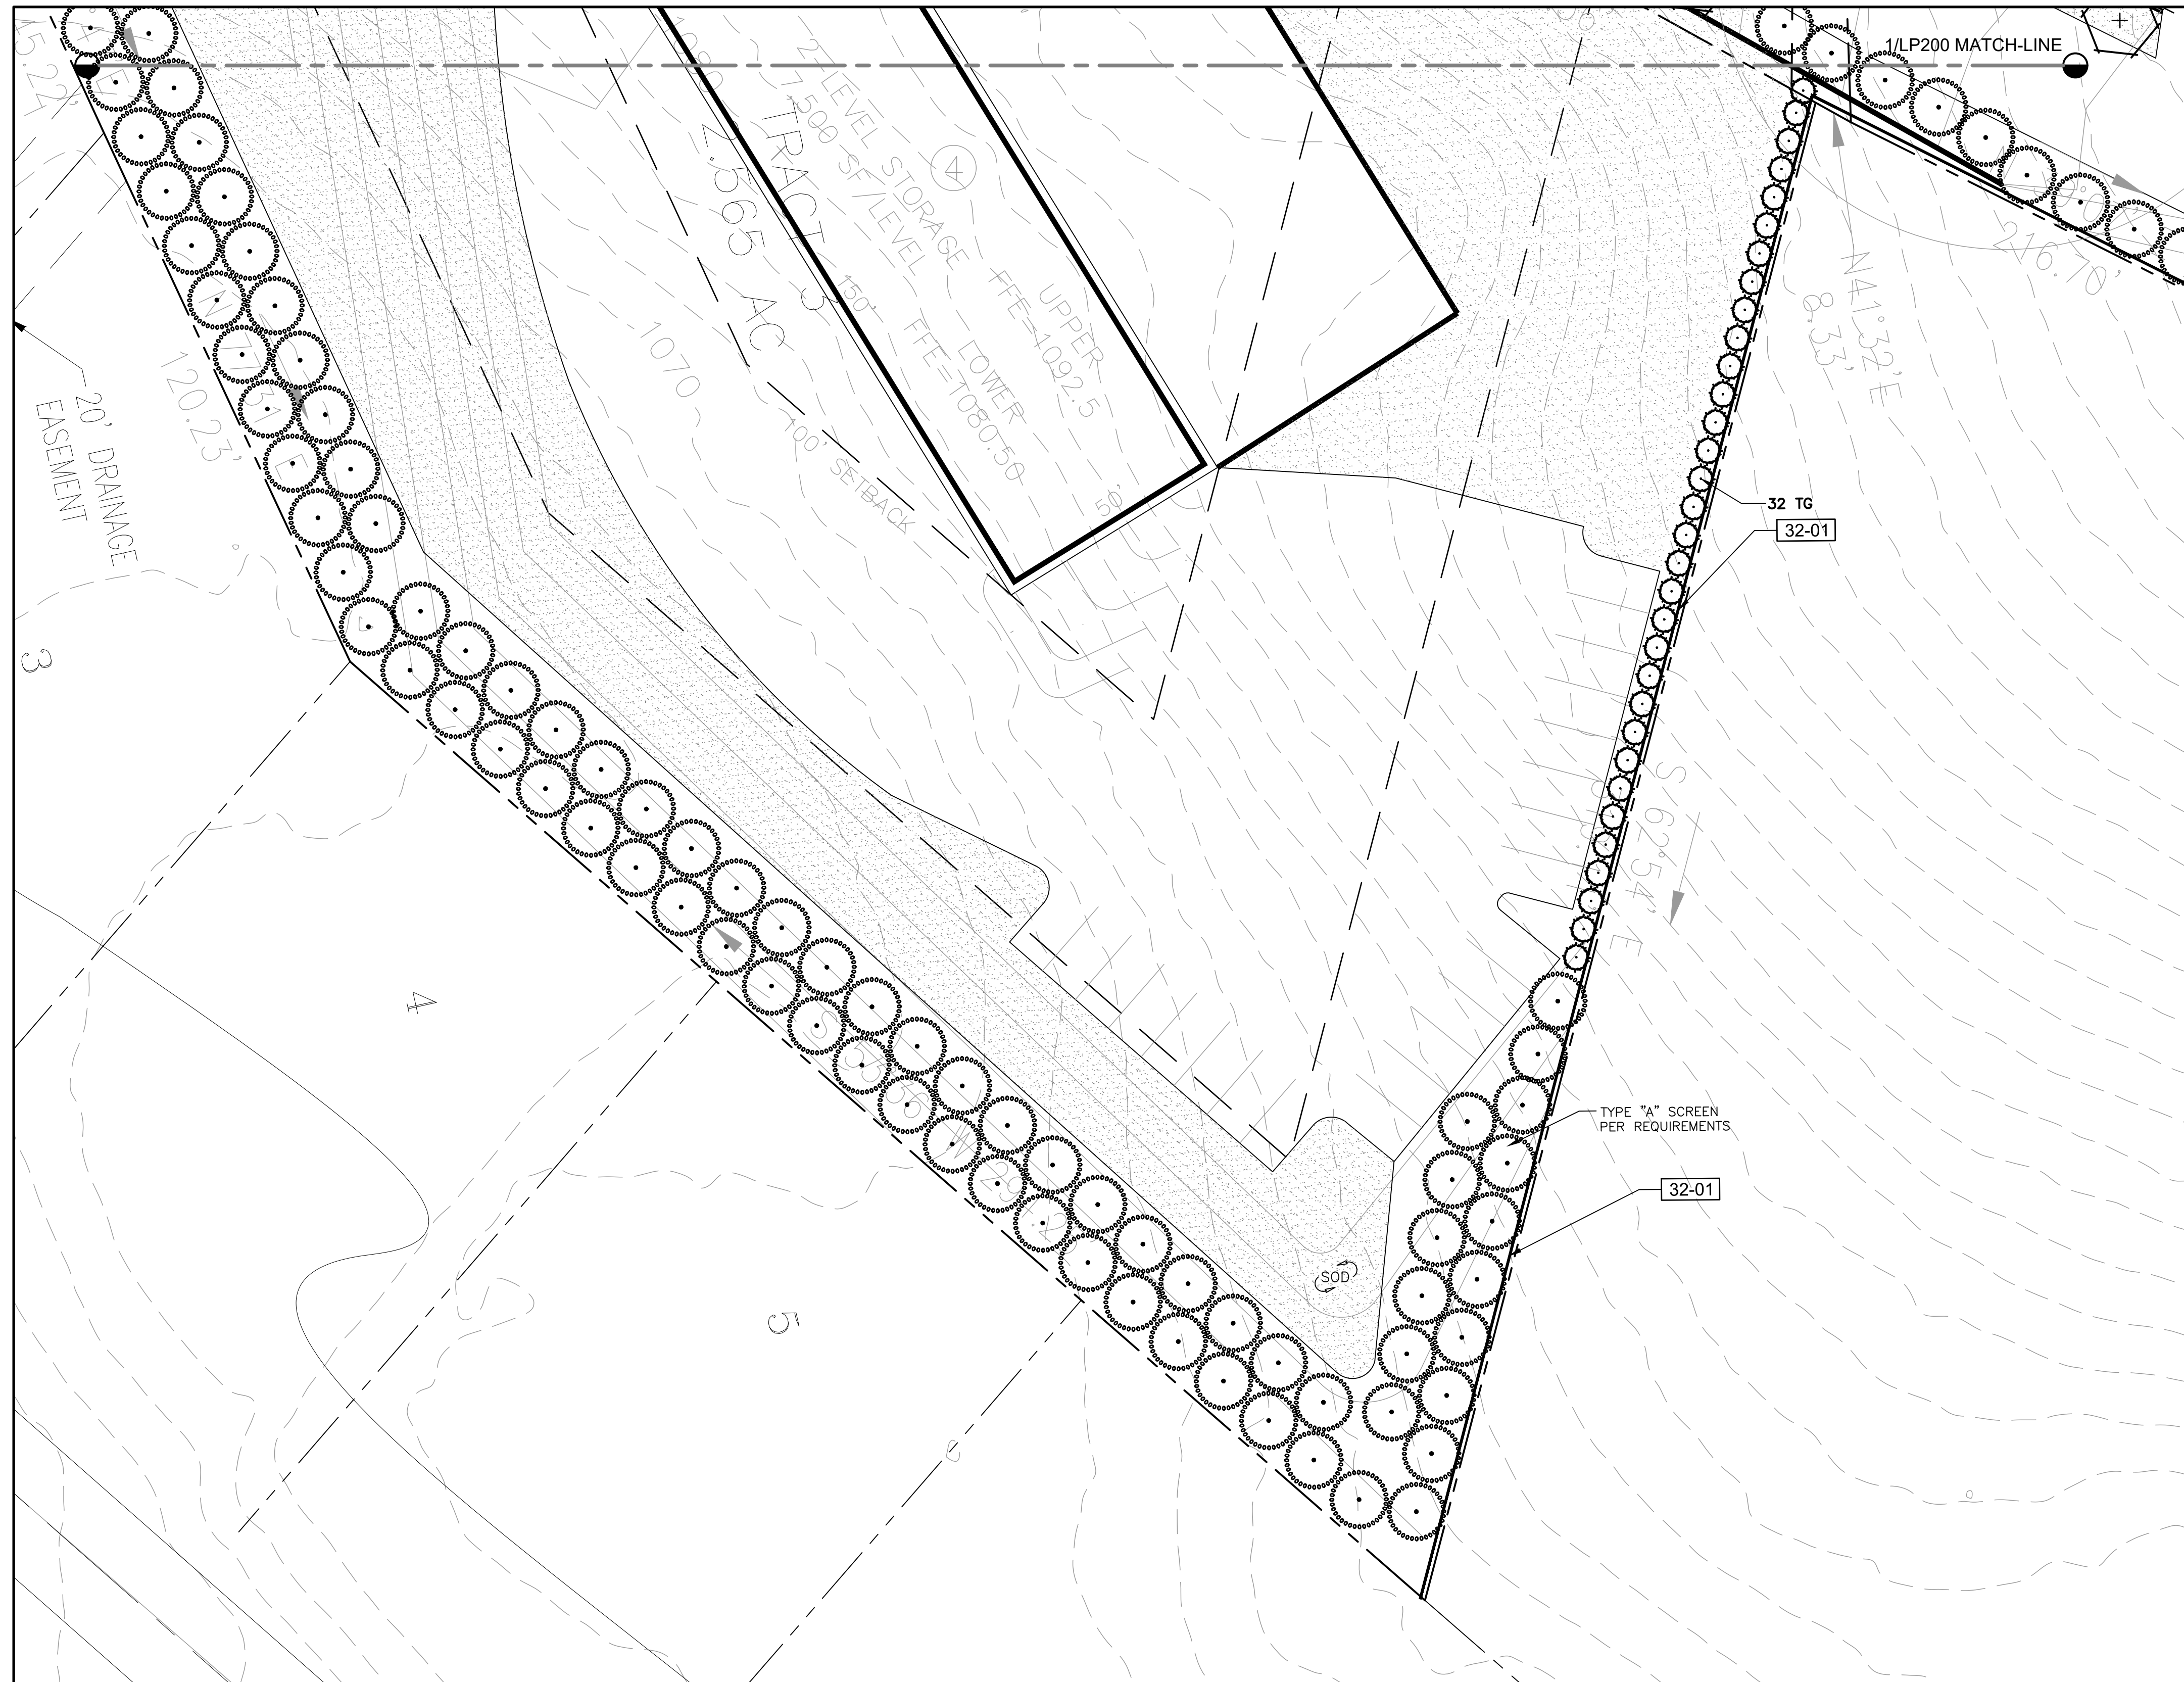 1/LP200 MATCH-LINE
2 LEVEL STORAGE
7,500 SF/LEVEL
4
TRACT 3
2.565 AC
UPPER
FFE=1092.5
LOWER
FFE=1080.50
150'
50'
1070
100' SETBACK
N41°32'E
8.33'
216.70'
120.23'
20' DRAINAGE
EASEMENT
32 TG
32-01
S 62°54' E
3
4
5
TYPE "A" SCREEN
PER REQUIREMENTS
32-01
SOD